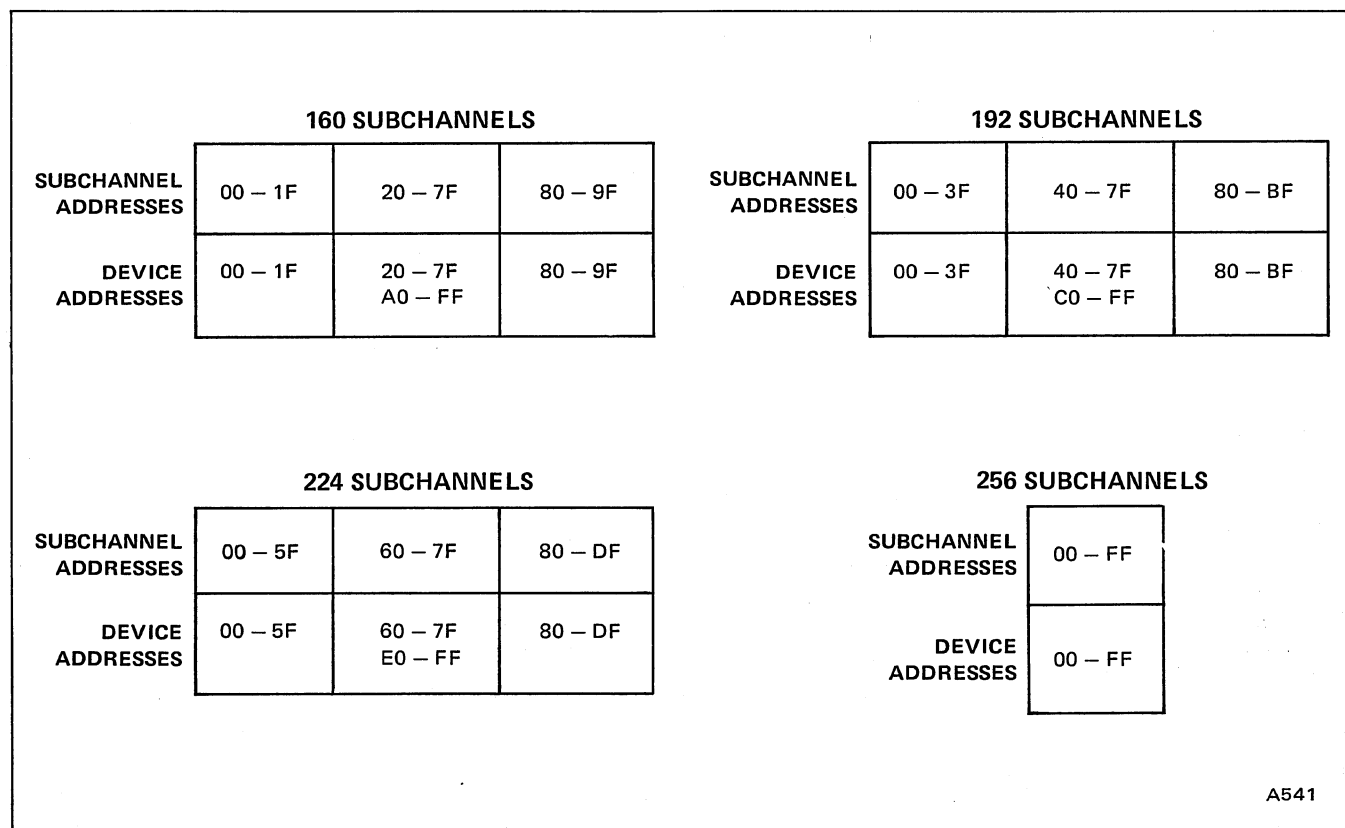 160 SUBCHANNELS
SUBCHANNEL ADDRESSES 00 — 1F 20 — 7F 80 — 9F
DEVICE ADDRESSES 00 — 1F 20 — 7F A0 — FF 80 — 9F
192 SUBCHANNELS
SUBCHANNEL ADDRESSES 00 — 3F 40 — 7F 80 — BF
DEVICE ADDRESSES 00 — 3F 40 — 7F C0 — FF 80 — BF
224 SUBCHANNELS
SUBCHANNEL ADDRESSES 00 — 5F 60 — 7F 80 — DF
DEVICE ADDRESSES 00 — 5F 60 — 7F E0 — FF 80 — DF
256 SUBCHANNELS
SUBCHANNEL ADDRESSES 00 — FF
DEVICE ADDRESSES 00 — FF
A541